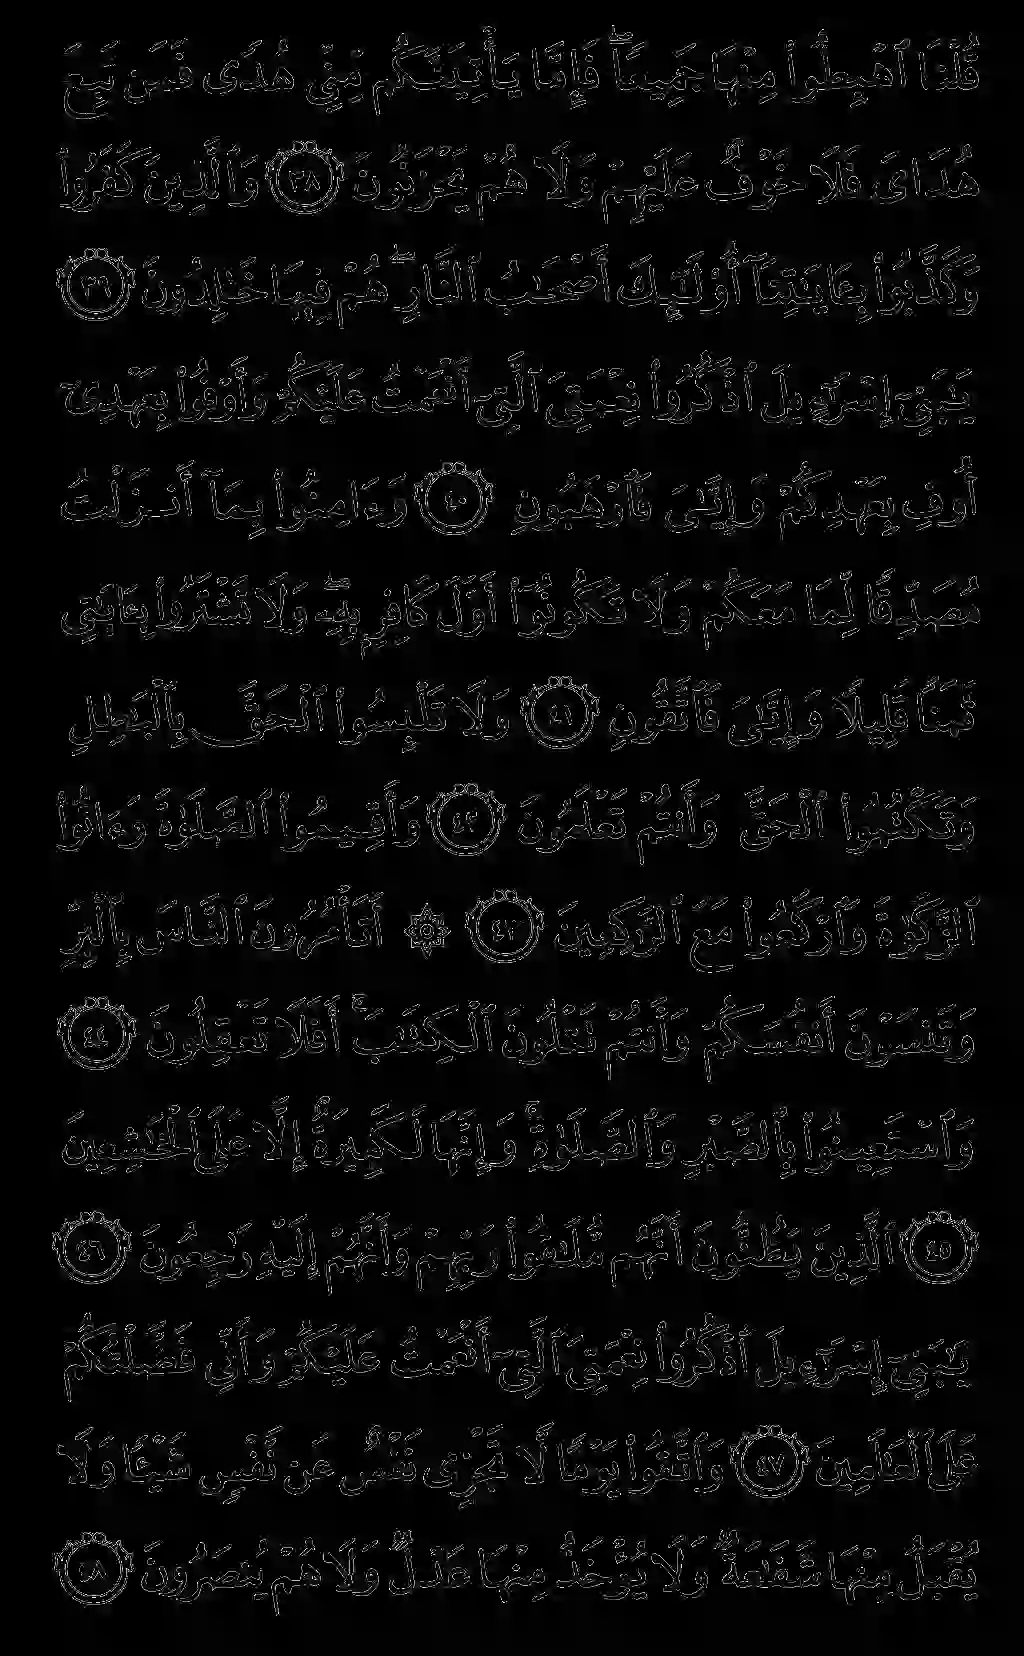 قُلْنَا ٱهْبِطُوا۟ مِنْهَا جَمِيعًا ۖ فَإِمَّا يَأْتِيَنَّكُم مِّنِّى هُدًى فَمَن تَبِعَ
هُدَاىَ فَلَا خَوْفٌ عَلَيْهِمْ وَلَا هُمْ يَحْزَنُونَ ٣٨ وَٱلَّذِينَ كَفَرُوا۟
وَكَذَّبُوا۟ بِـَٔايَـٰتِنَآ أُو۟لَـٰٓئِكَ أَصْحَـٰبُ ٱلنَّارِ ۖ هُمْ فِيهَا خَـٰلِدُونَ ٣٩
يَـٰبَنِىٓ إِسْرَٰٓءِيلَ ٱذْكُرُوا۟ نِعْمَتِىَ ٱلَّتِىٓ أَنْعَمْتُ عَلَيْكُمْ وَأَوْفُوا۟ بِعَهْدِىٓ
أُوفِ بِعَهْدِكُمْ وَإِيَّـٰىَ فَٱرْهَبُونِ ٤٠ وَءَامِنُوا۟ بِمَآ أَنزَلْتُ
مُصَدِّقًا لِّمَا مَعَكُمْ وَلَا تَكُونُوٓا۟ أَوَّلَ كَافِرٍۭ بِهِۦ ۖ وَلَا تَشْتَرُوا۟ بِـَٔايَـٰتِى
ثَمَنًا قَلِيلًا وَإِيَّـٰىَ فَٱتَّقُونِ ٤١ وَلَا تَلْبِسُوا۟ ٱلْحَقَّ بِٱلْبَـٰطِلِ
وَتَكْتُمُوا۟ ٱلْحَقَّ وَأَنتُمْ تَعْلَمُونَ ٤٢ وَأَقِيمُوا۟ ٱلصَّلَوٰةَ وَءَاتُوا۟
ٱلزَّكَوٰةَ وَٱرْكَعُوا۟ مَعَ ٱلرَّٰكِعِينَ ٤٣ ۞ أَتَأْمُرُونَ ٱلنَّاسَ بِٱلْبِرِّ
وَتَنسَوْنَ أَنفُسَكُمْ وَأَنتُمْ تَتْلُونَ ٱلْكِتَـٰبَ ۚ أَفَلَا تَعْقِلُونَ ٤٤
وَٱسْتَعِينُوا۟ بِٱلصَّبْرِ وَٱلصَّلَوٰةِ ۚ وَإِنَّهَا لَكَبِيرَةٌ إِلَّا عَلَى ٱلْخَـٰشِعِينَ
٤٥ ٱلَّذِينَ يَظُنُّونَ أَنَّهُم مُّلَـٰقُوا۟ رَبِّهِمْ وَأَنَّهُمْ إِلَيْهِ رَٰجِعُونَ ٤٦
يَـٰبَنِىٓ إِسْرَٰٓءِيلَ ٱذْكُرُوا۟ نِعْمَتِىَ ٱلَّتِىٓ أَنْعَمْتُ عَلَيْكُمْ وَأَنِّى فَضَّلْتُكُمْ
عَلَى ٱلْعَـٰلَمِينَ ٤٧ وَٱتَّقُوا۟ يَوْمًا لَّا تَجْزِى نَفْسٌ عَن نَّفْسٍ شَيْـًٔا وَلَا
يُقْبَلُ مِنْهَا شَفَـٰعَةٌ وَلَا يُؤْخَذُ مِنْهَا عَدْلٌ وَلَا هُمْ يُنصَرُونَ ٤٨